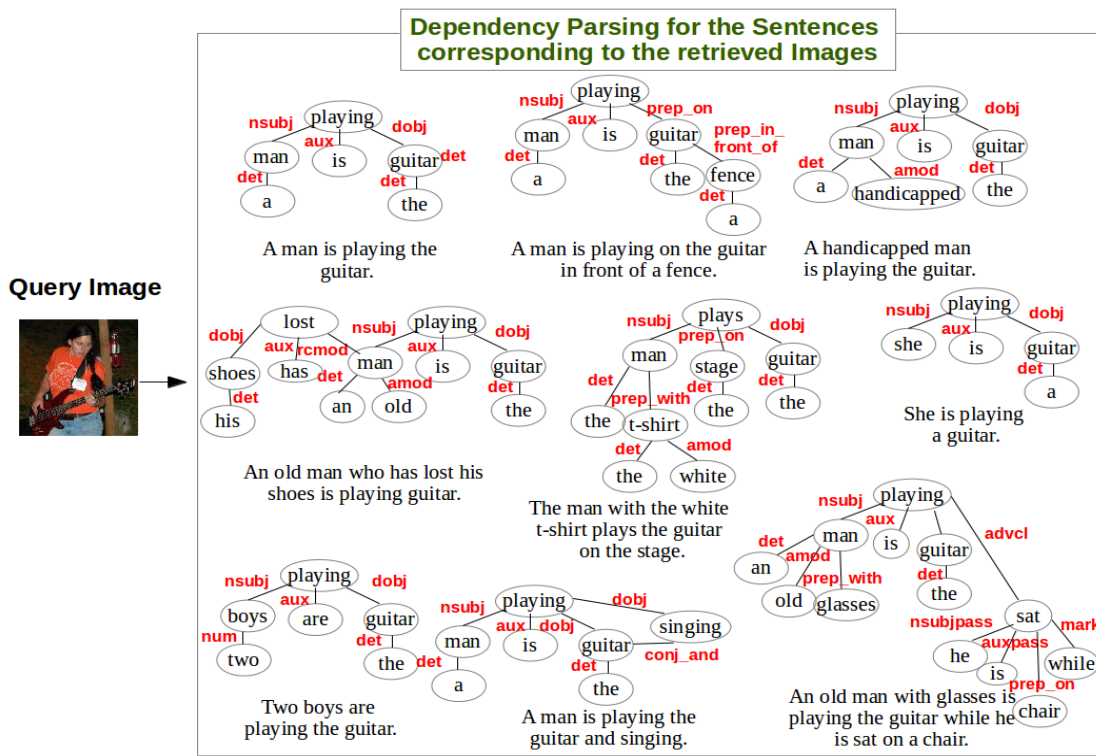 Dependency Parsing for the Sentences
corresponding to the retrieved Images
Query Image
playing
nsubj
aux
dobj
man
is
guitar
det
det
det
a
the
A man is playing the
guitar.
playing
nsubj
aux
prep_on
man
is
guitar
prep_in_
front_of
det
det
fence
a
the
det
a
A man is playing on the guitar
in front of a fence.
playing
nsubj
aux
dobj
man
is
guitar
det
amod
det
a
handicapped
the
A handicapped man
is playing the guitar.
lost
playing
dobj
aux
rcmod
nsubj
aux
dobj
shoes
has
man
is
guitar
det
det
amod
det
his
an
old
the
An old man who has lost his
shoes is playing guitar.
plays
nsubj
prep_on
dobj
man
stage
guitar
det
prep_with
det
det
the
t-shirt
the
the
det
amod
the
white
The man with the white
t-shirt plays the guitar
on the stage.
playing
nsubj
aux
dobj
she
is
guitar
det
a
She is playing
a guitar.
playing
nsubj
aux
dobj
boys
are
guitar
num
det
two
the
Two boys are
playing the guitar.
playing
nsubj
aux
dobj
dobj
man
is
guitar
singing
conj_and
det
det
a
the
A man is playing the
guitar and singing.
playing
nsubj
aux
advcl
man
is
guitar
det
amod
prep_with
det
an
old
glasses
the
sat
nsubjpass
auxpass
mark
he
is
prep_on
while
chair
An old man with glasses is
playing the guitar while he
is sat on a chair.